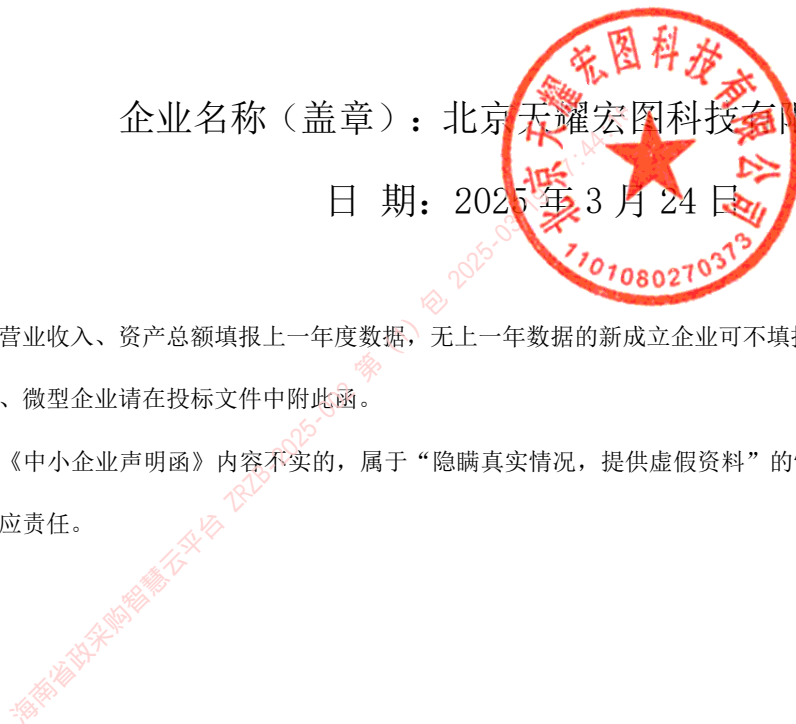 企业名称（盖章）：北京天耀宏图科技有限
日 期：2025 年 3 月 24 日
北京天耀宏图科技有限公司
1101080270373
营业收入、资产总额填报上一年度数据，无上一年数据的新成立企业可不填
、微型企业请在投标文件中附此函。
《中小企业声明函》内容不实的，属于“隐瞒真实情况，提供虚假资料”的
应责任。
海南省政采购智慧云平台 ZRZB-2025-